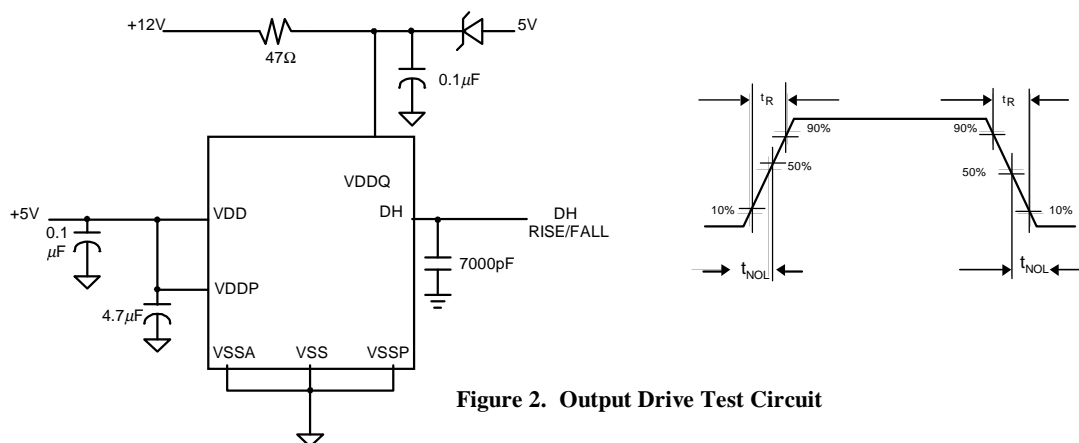 +12V
47Ω
5V
0.1µF
VDDQ
+5V
VDD
DH
DH
RISE/FALL
0.1
µF
7000pF
VDDP
4.7µF
VSSA VSS VSSP
tR tR
90% 90%
50% 50%
10% 10%
tNOL tNOL
Figure 2. Output Drive Test Circuit